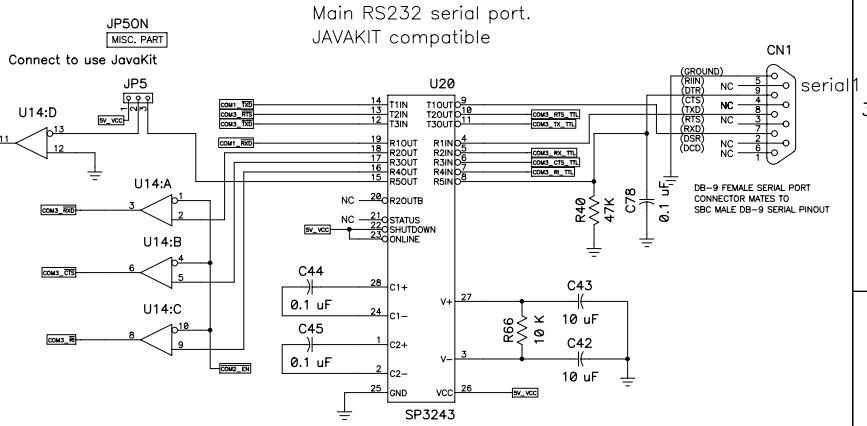 Main RS232 serial port.
JAVAKIT compatible
JP5ON
MISC. PART
Connect to use JavaKit
JP5
1 2 3
5V_VCC
U14:D
11
13
12
U14:A
COM3_RXD
3
1
2
U14:B
COM3_CTS
6
4
5
U14:C
COM3_RI
8
10
9
COM2_EN
U20
COM1_TXD 14 T1IN T1OUT 9
COM3_RTS 13 T2IN T2OUT 10 COM3_RTS_TTL
COM3_TXD 12 T3IN T3OUT 11 COM3_TX_TTL
COM1_RXD 19 R1OUT R1IN 4
18 R2OUT R2IN 5 COM3_RX_TTL
17 R3OUT R3IN 6 COM3_CTS_TTL
16 R4OUT R4IN 7 COM3_RI_TTL
15 R5OUT R5IN 8
NC 20 R2OUTB
NC 21 STATUS
5V_VCC 22 SHUTDOWN
23 ONLINE
C44
0.1 uF
28 C1+
24 C1-
C45
0.1 uF
1 C2+
2 C2-
25 GND
V+ 27
V- 3
VCC 26 5V_VCC
SP3243
R66
10 K
C43
10 uF
C42
10 uF
R40
47K
C78
0.1 uF
CN1
serial1
(GROUND) 5
(RIIN) NC 9
(DTR) 4
(CTS) NC 8
(TXD) 3
(RTS) NC 7
(RXD) 2
(DSR) NC 6
(DCD) NC 1
DB-9 FEMALE SERIAL PORT
CONNECTOR MATES TO
SBC MALE DB-9 SERIAL PINOUT